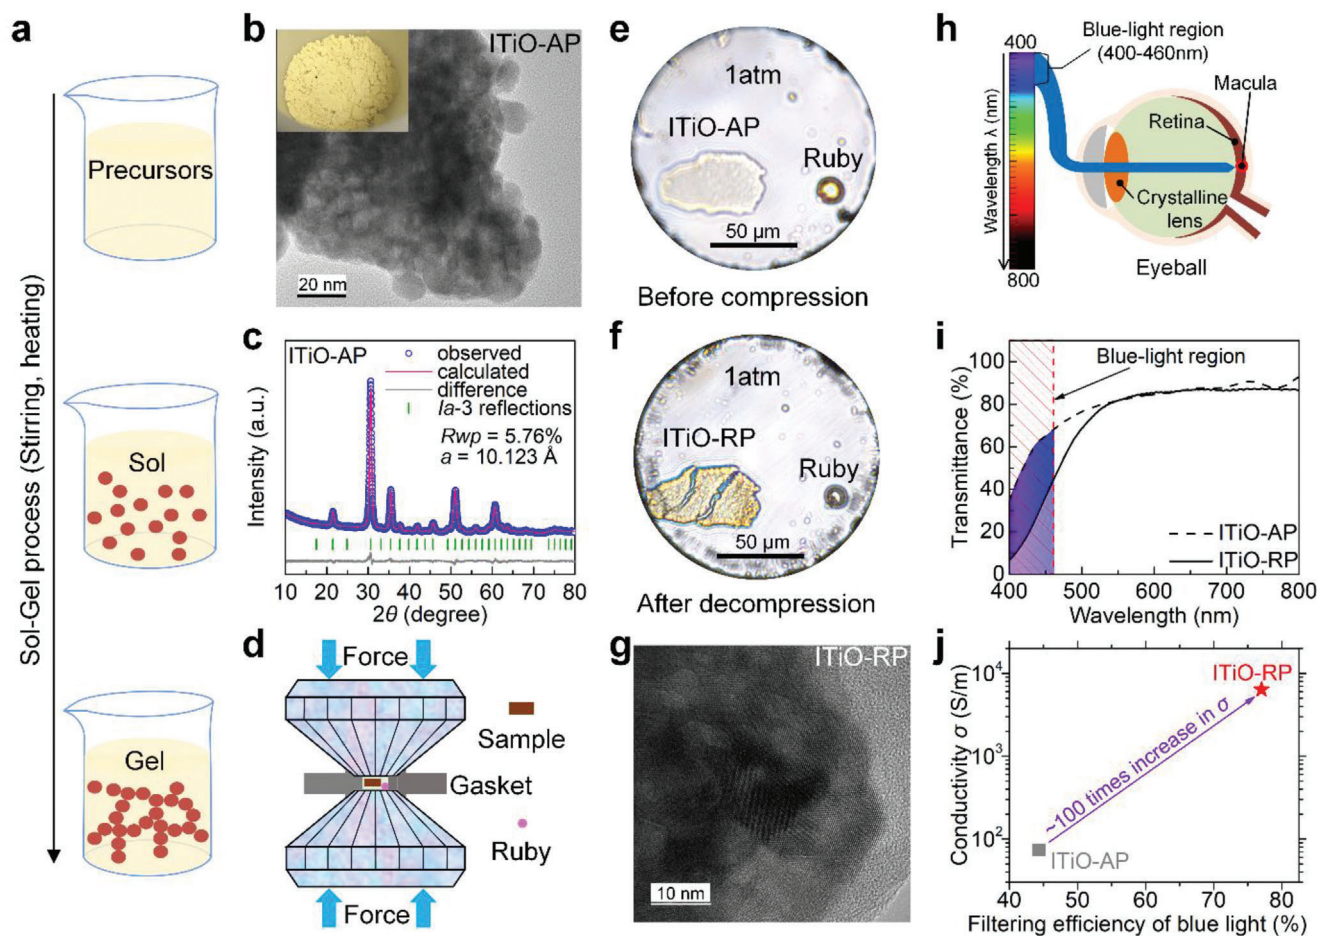 a
Sol-Gel process (Stirring, heating)
Precursors
Sol
Gel
b
ITiO-AP
20 nm
c
ITiO-AP
observed
calculated
difference
Ia-3 reflections
Rwp = 5.76%
a = 10.123 Å
Intensity (a.u.)
10 20 30 40 50 60 70 80
2θ (degree)
d
Force
Sample
Gasket
Ruby
Force
e
1atm
ITiO-AP
Ruby
50 µm
Before compression
f
1atm
ITiO-RP
Ruby
50 µm
After decompression
g
ITiO-RP
10 nm
h
400
Blue-light region
(400-460nm)
Wavelength λ (nm)
Macula
Retina
Crystalline
lens
800
Eyeball
i
Transmittance (%)
100
80
60
40
20
0
Blue-light region
ITiO-AP
ITiO-RP
400 500 600 700 800
Wavelength (nm)
j
Conductivity σ (S/m)
10⁴
10³
10²
ITiO-RP
~100 times increase in σ
ITiO-AP
40 50 60 70 80
Filtering efficiency of blue light (%)